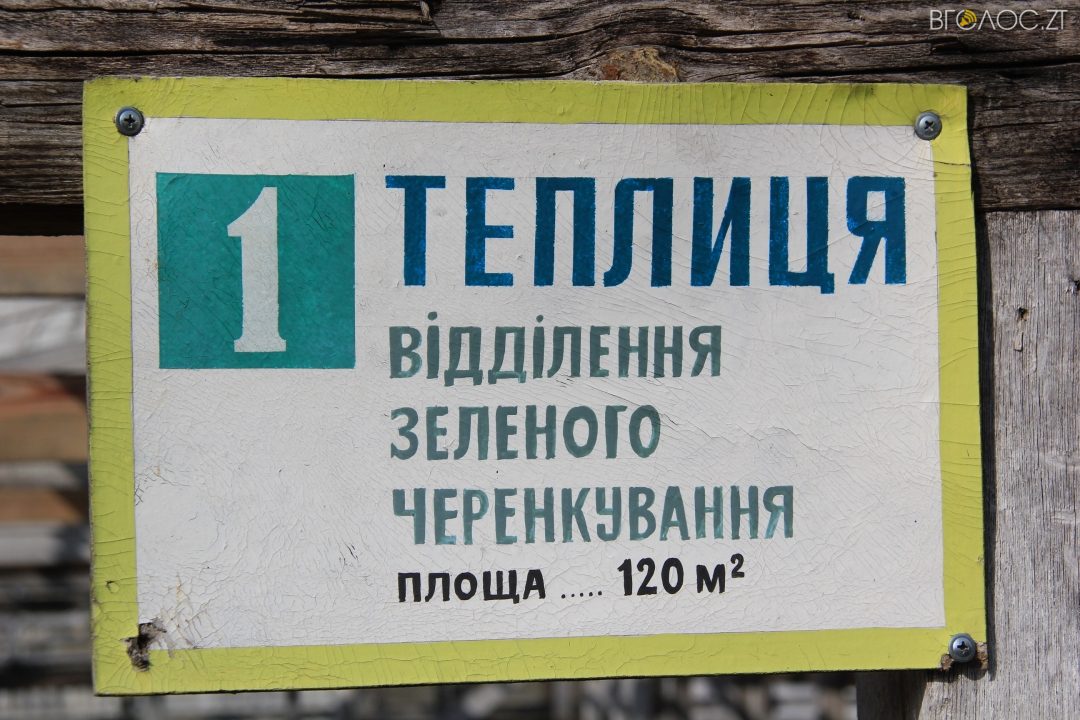 ВГОЛОС.ZT
1 ТЕПЛИЦЯ
ВІДДІЛЕННЯ
ЗЕЛЕНОГО
ЧЕРЕНКУВАННЯ
ПЛОЩА ..... 120 м²